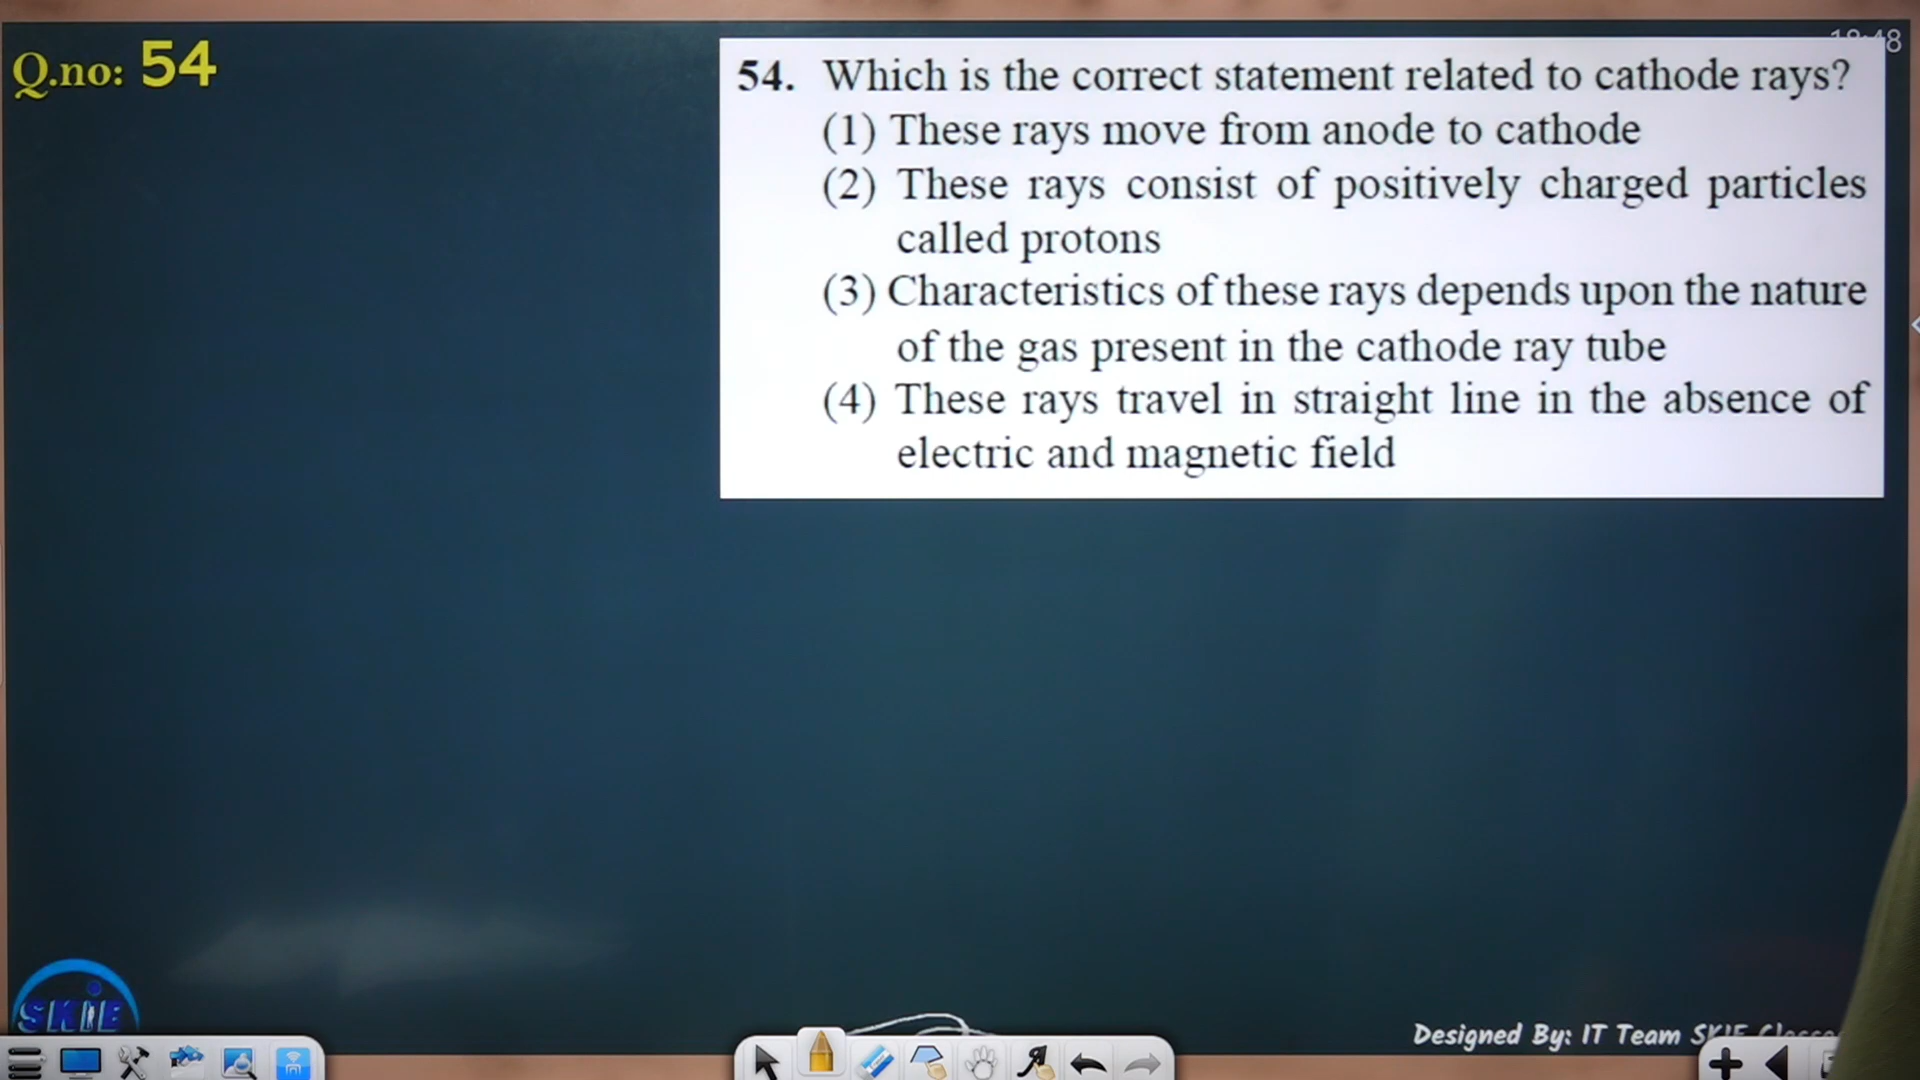 Q.no: 54
54. Which is the correct statement related to cathode rays?
(1) These rays move from anode to cathode
(2) These rays consist of positively charged particles
called protons
(3) Characteristics of these rays depends upon the nature
of the gas present in the cathode ray tube
(4) These rays travel in straight line in the absence of
electric and magnetic field
SKIE
Designed By: IT Team SKIE